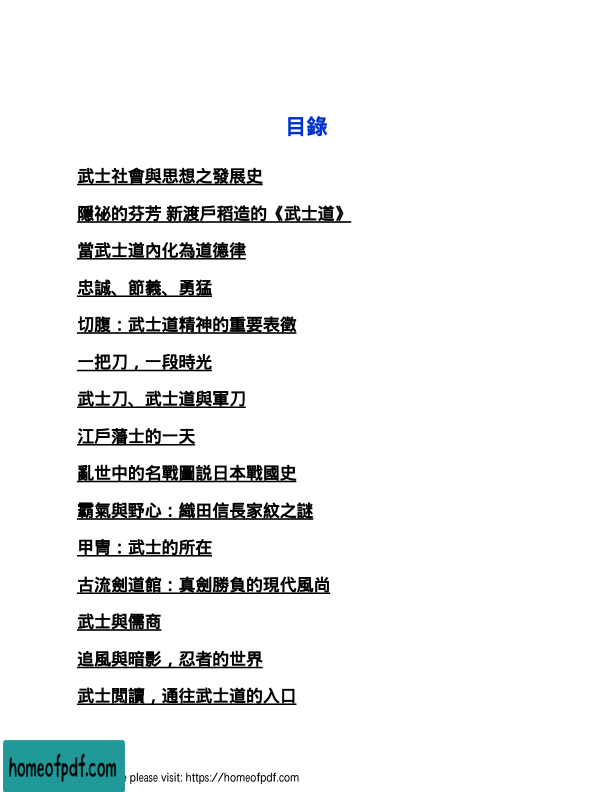 目錄
武士社會與思想之發展史
隱祕的芬芳 新渡戶稻造的《武士道》
當武士道內化為道德律
忠誠、節義、勇猛
切腹：武士道精神的重要表徵
一把刀，一段時光
武士刀、武士道與軍刀
江戶藩士的一天
亂世中的名戰圖説日本戰國史
霸氣與野心：織田信長家紋之謎
甲冑：武士的所在
古流劍道館：真劍勝負的現代風尚
武士與儒商
追風與暗影，忍者的世界
武士閲讀，通往武士道的入口
homeofpdf.com
e please visit: https://homeofpdf.com